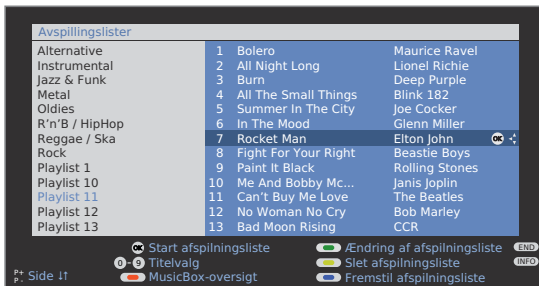 Avspillingslister
Alternative 1 Bolero Maurice Ravel
Instrumental 2 All Night Long Lionel Richie
Jazz & Funk 3 Burn Deep Purple
Metal 4 All The Small Things Blink 182
Oldies 5 Summer In The City Joe Cocker
R'n'B / HipHop 6 In The Mood Glenn Miller
Reggae / Ska 7 Rocket Man Elton John OK
Rock 8 Fight For Your Right Beastie Boys
Playlist 1 9 Paint It Black Rolling Stones
Playlist 10 10 Me And Bobby Mc... Janis Joplin
Playlist 11 11 Can't Buy Me Love The Beatles
Playlist 12 12 No Woman No Cry Bob Marley
Playlist 13 13 Bad Moon Rising CCR
OK Start afspilningsliste Ændring af afspilningsliste END
0-9 Titelvalg Slet afspilningsliste INFO
P+ P- Side ↓↑ MusicBox-oversigt Fremstil afspilningsliste